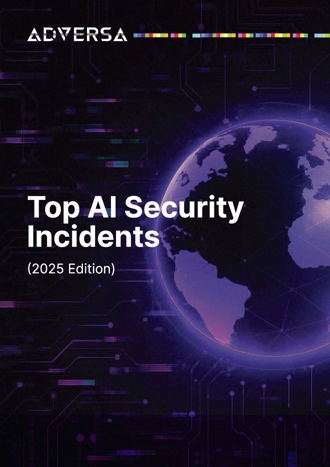 ADVERSA
Top AI Security
Incidents
(2025 Edition)